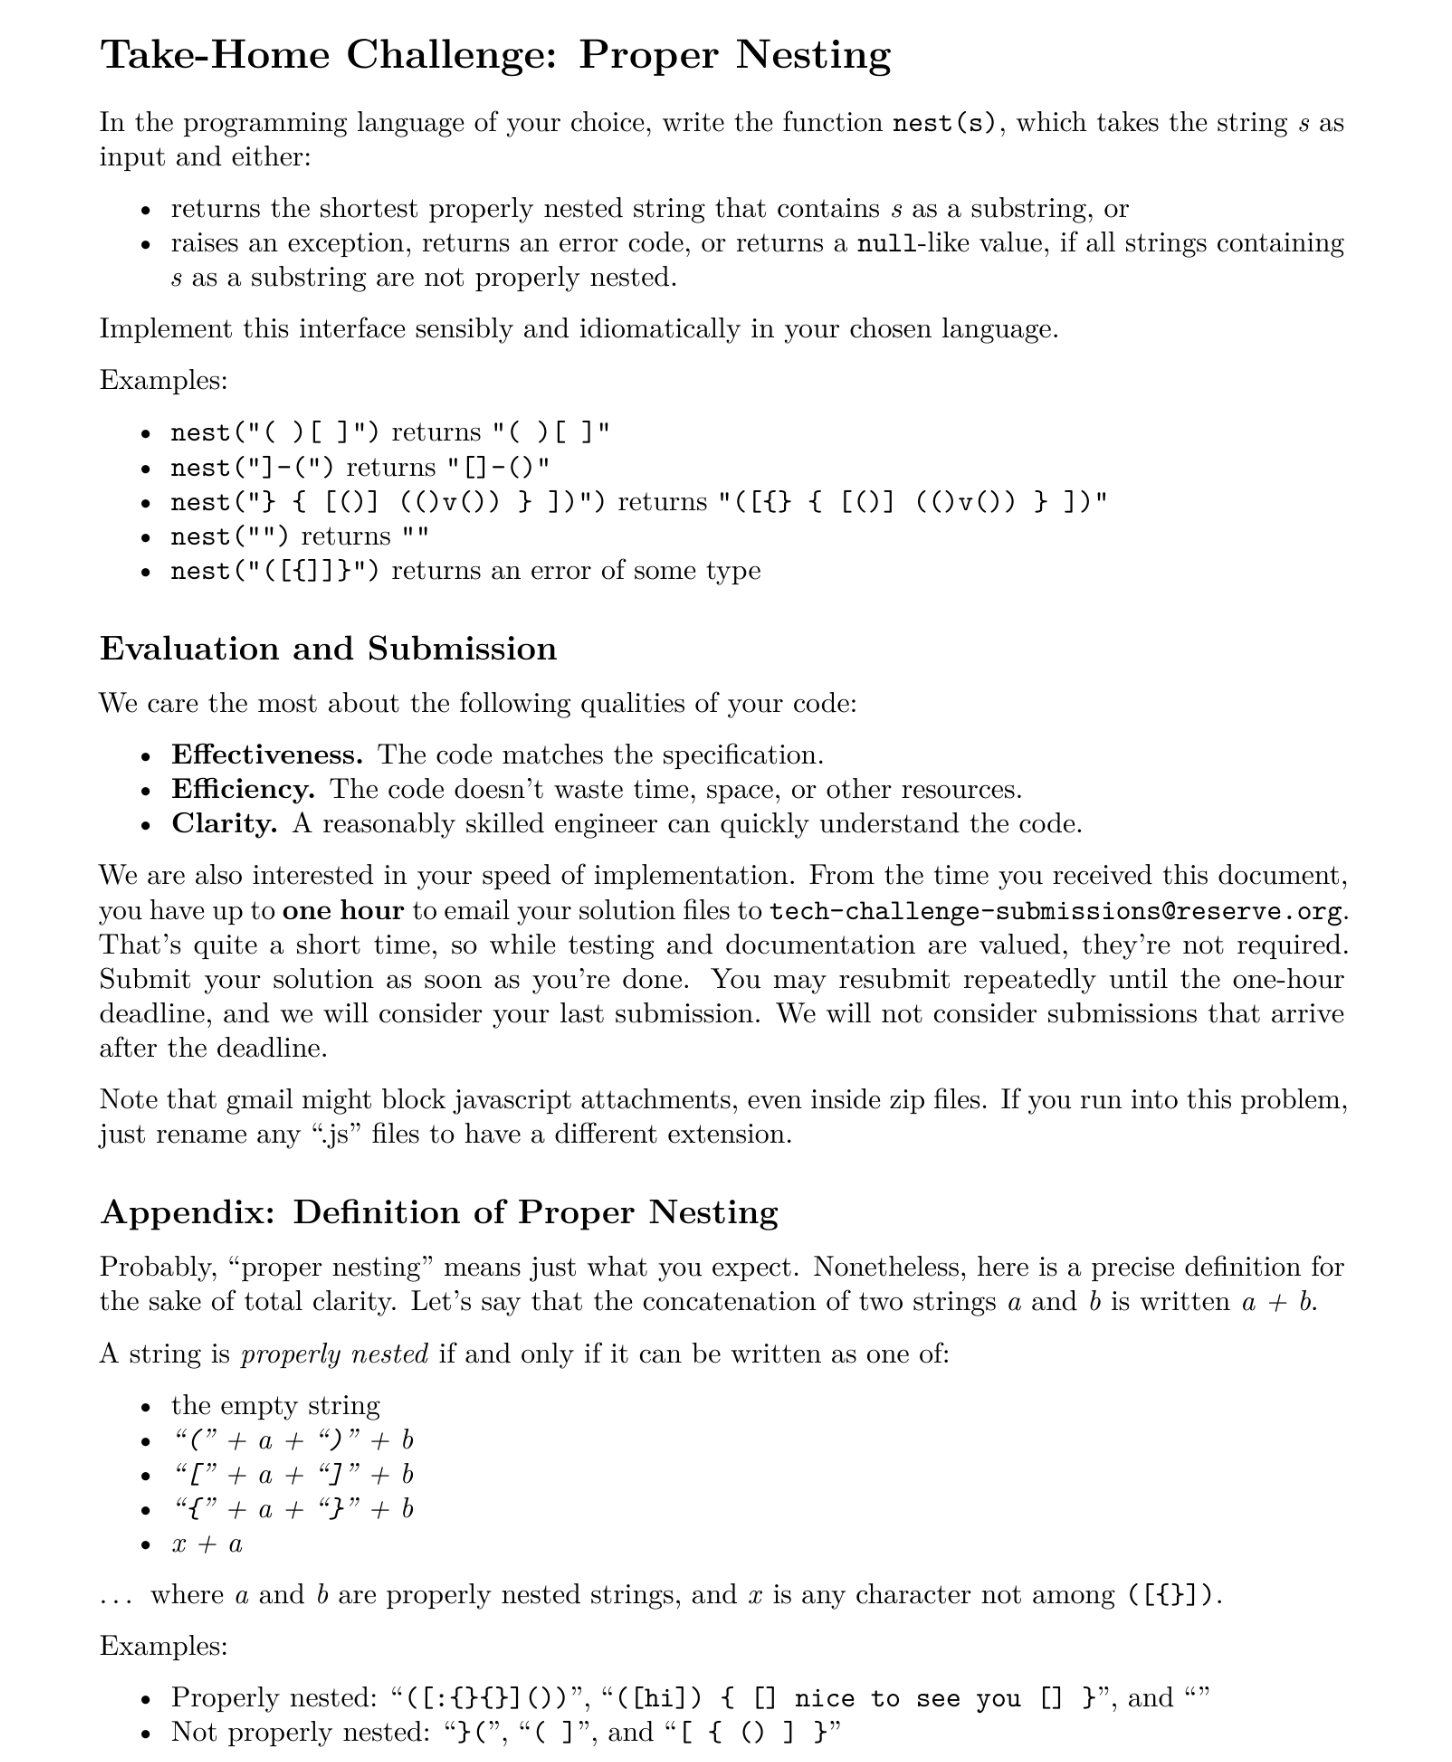 Take-Home Challenge: Proper Nesting
In the programming language of your choice, write the function nest(s), which takes the string s as
input and either:
• returns the shortest properly nested string that contains s as a substring, or
• raises an exception, returns an error code, or returns a null-like value, if all strings containing
s as a substring are not properly nested.
Implement this interface sensibly and idiomatically in your chosen language.
Examples:
• nest("( )[ ]") returns "( )[ ]"
• nest("]-(") returns "[]-()"
• nest("} { [()] (()v()) } ])") returns "([{} { [()] (()v()) } ])"
• nest("") returns ""
• nest("([{]]}") returns an error of some type
Evaluation and Submission
We care the most about the following qualities of your code:
• Effectiveness. The code matches the specification.
• Efficiency. The code doesn't waste time, space, or other resources.
• Clarity. A reasonably skilled engineer can quickly understand the code.
We are also interested in your speed of implementation. From the time you received this document,
you have up to one hour to email your solution files to tech-challenge-submissions@reserve.org.
That's quite a short time, so while testing and documentation are valued, they're not required.
Submit your solution as soon as you're done. You may resubmit repeatedly until the one-hour
deadline, and we will consider your last submission. We will not consider submissions that arrive
after the deadline.
Note that gmail might block javascript attachments, even inside zip files. If you run into this problem,
just rename any “.js” files to have a different extension.
Appendix: Definition of Proper Nesting
Probably, “proper nesting” means just what you expect. Nonetheless, here is a precise definition for
the sake of total clarity. Let's say that the concatenation of two strings a and b is written a + b.
A string is properly nested if and only if it can be written as one of:
• the empty string
• “(” + a + “)” + b
• “[” + a + “]” + b
• “{” + a + “}” + b
• x + a
... where a and b are properly nested strings, and x is any character not among ([{}]).
Examples:
• Properly nested: “([:{}{}]())”, “([hi]) { [] nice to see you [] }”, and “”
• Not properly nested: “}(”, “( ]”, and “[ { () ] }”